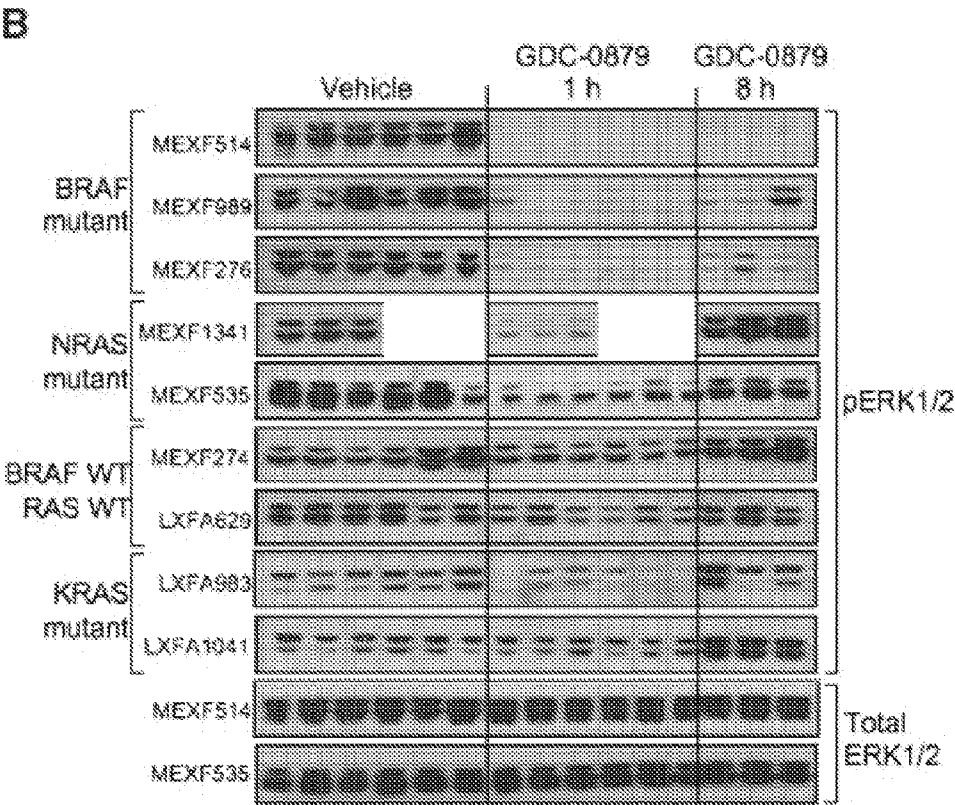 B
Vehicle
GDC-0879
1 h
GDC-0879
8 h
BRAF
mutant
MEXF514
MEXF989
MEXF276
NRAS
mutant
MEXF1341
MEXF535
BRAF WT
RAS WT
MEXF274
LXFA629
KRAS
mutant
LXFA983
LXFA1041
pERK1/2
MEXF514
MEXF535
Total
ERK1/2